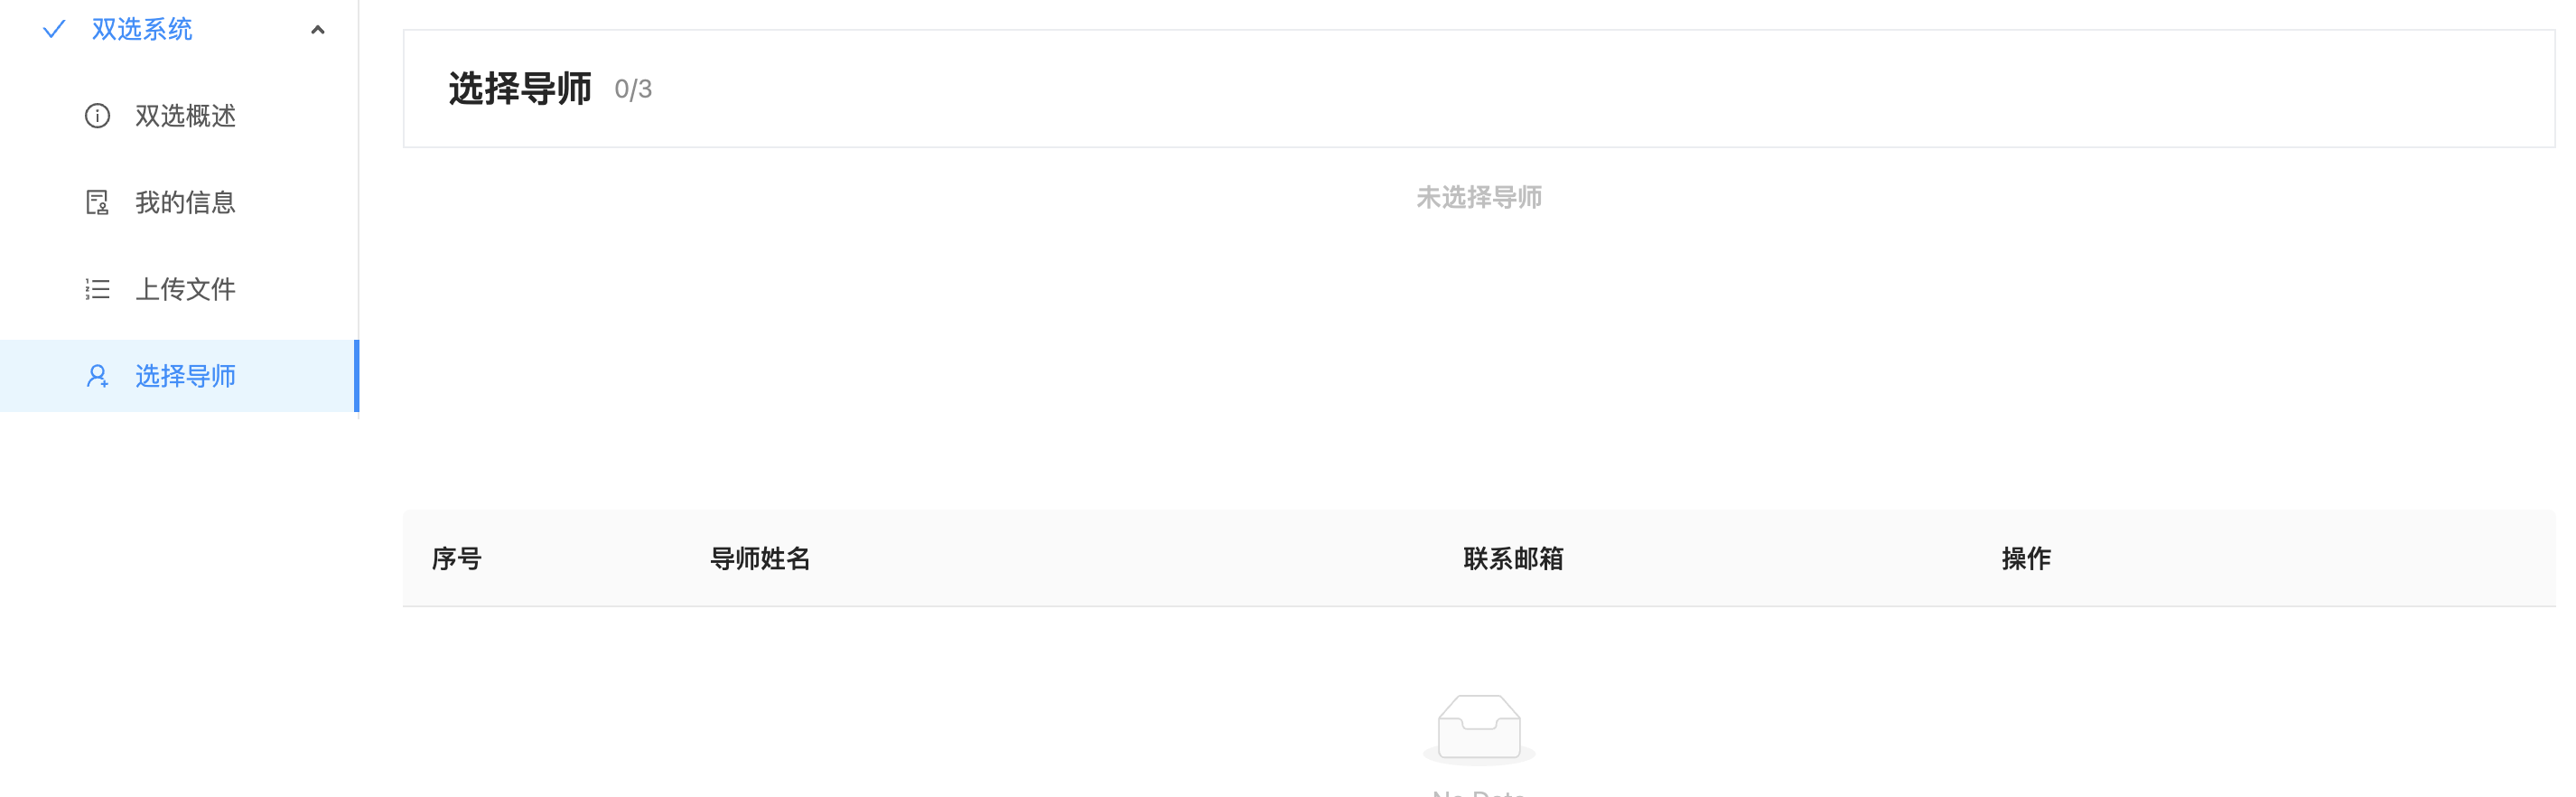 双选系统
双选概述
我的信息
上传文件
选择导师
选择导师 0/3
未选择导师
序号 导师姓名 联系邮箱 操作
No Data